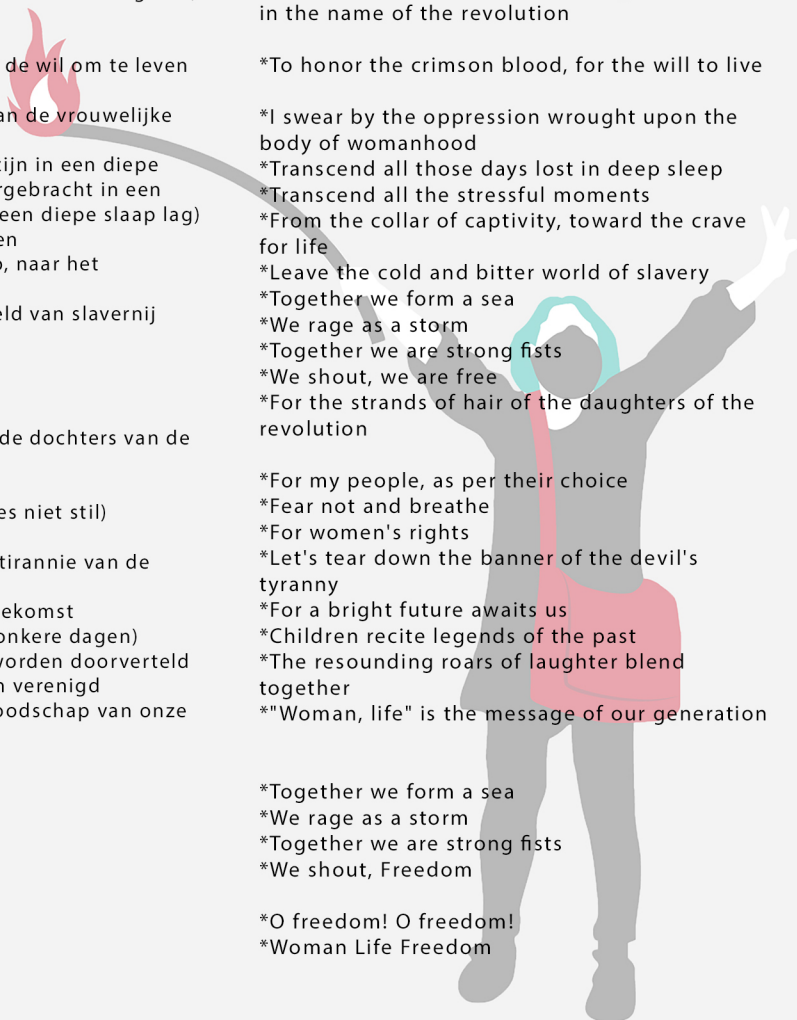 de wil om te leven
an de vrouwelijke
zijn in een diepe
rgebracht in een
een diepe slaap lag)
en
naar het
eld van slavernij
de dochters van de
es niet stil)
tirannie van de
ekomst
onkere dagen)
worden doorverteld
verenigd
oodschap van onze
in the name of the revolution
*To honor the crimson blood, for the will to live
*I swear by the oppression wrought upon the
body of womanhood
*Transcend all those days lost in deep sleep
*Transcend all the stressful moments
*From the collar of captivity, toward the crave
for life
*Leave the cold and bitter world of slavery
*Together we form a sea
*We rage as a storm
*Together we are strong fists
*We shout, we are free
*For the strands of hair of the daughters of the
revolution
*For my people, as per their choice
*Fear not and breathe
*For women's rights
*Let's tear down the banner of the devil's
tyranny
*For a bright future awaits us
*Children recite legends of the past
*The resounding roars of laughter blend
together
*"Woman, life" is the message of our generation
*Together we form a sea
*We rage as a storm
*Together we are strong fists
*We shout, Freedom
*O freedom! O freedom!
*Woman Life Freedom